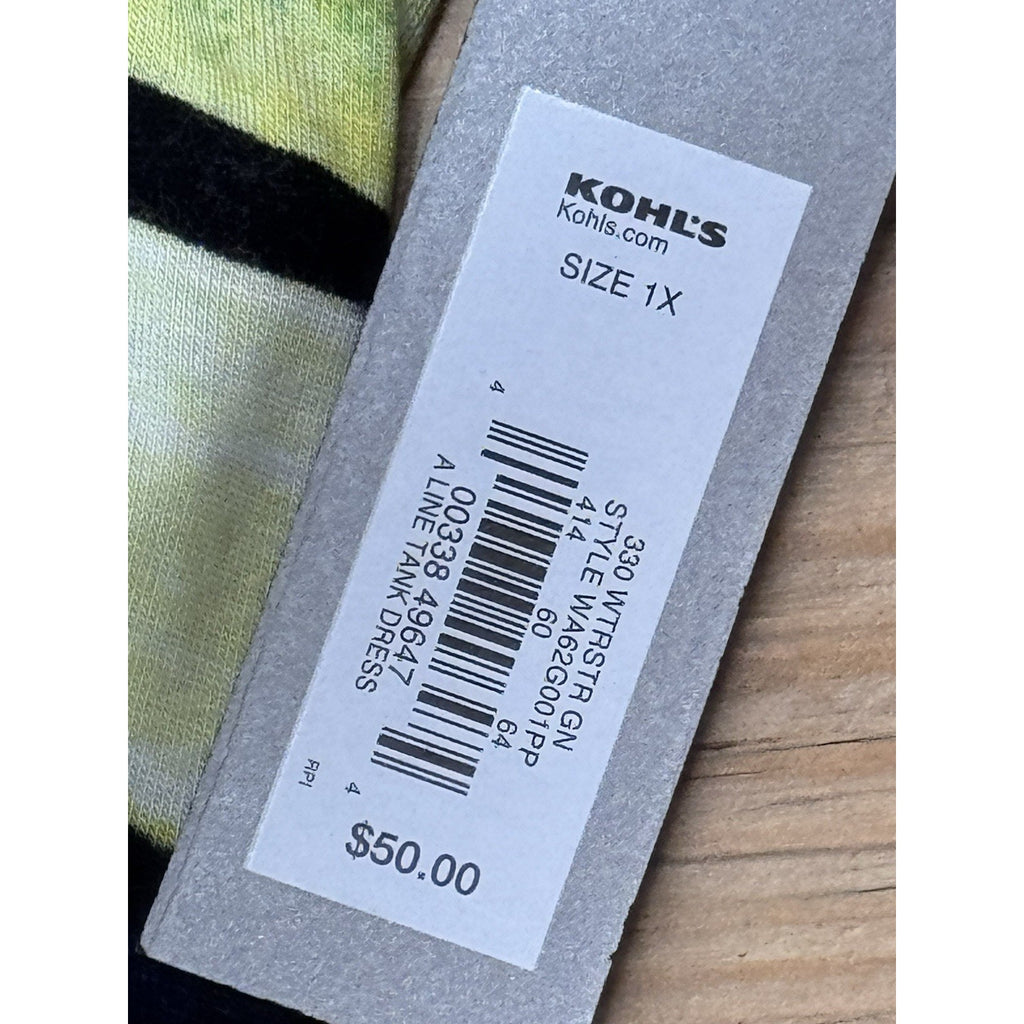 KOHL'S
Kohls.com
SIZE 1X
330 WTRSTR GN
STYLE WA62G001PP
414 60 64
4 00338 49647 4
A LINE TANK DRESS
RPI
$50.00